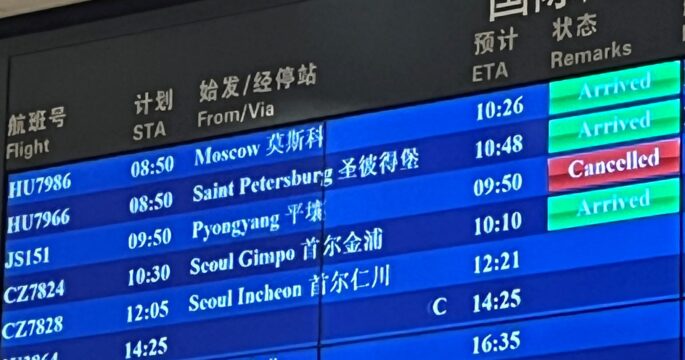 国际
航班号 计划 始发/经停站 预计 状态
Flight STA From/Via ETA Remarks
HU7986 08:50 Moscow 莫斯科 10:26 Arrived
HU7966 08:50 Saint Petersburg 圣彼得堡 10:48 Arrived
JS151 09:50 Pyongyang 平壤 09:50 Cancelled
CZ7824 10:30 Seoul Gimpo 首尔金浦 10:10 Arrived
CZ7828 12:05 Seoul Incheon 首尔仁川 12:21
14:25 C 14:25
16:35